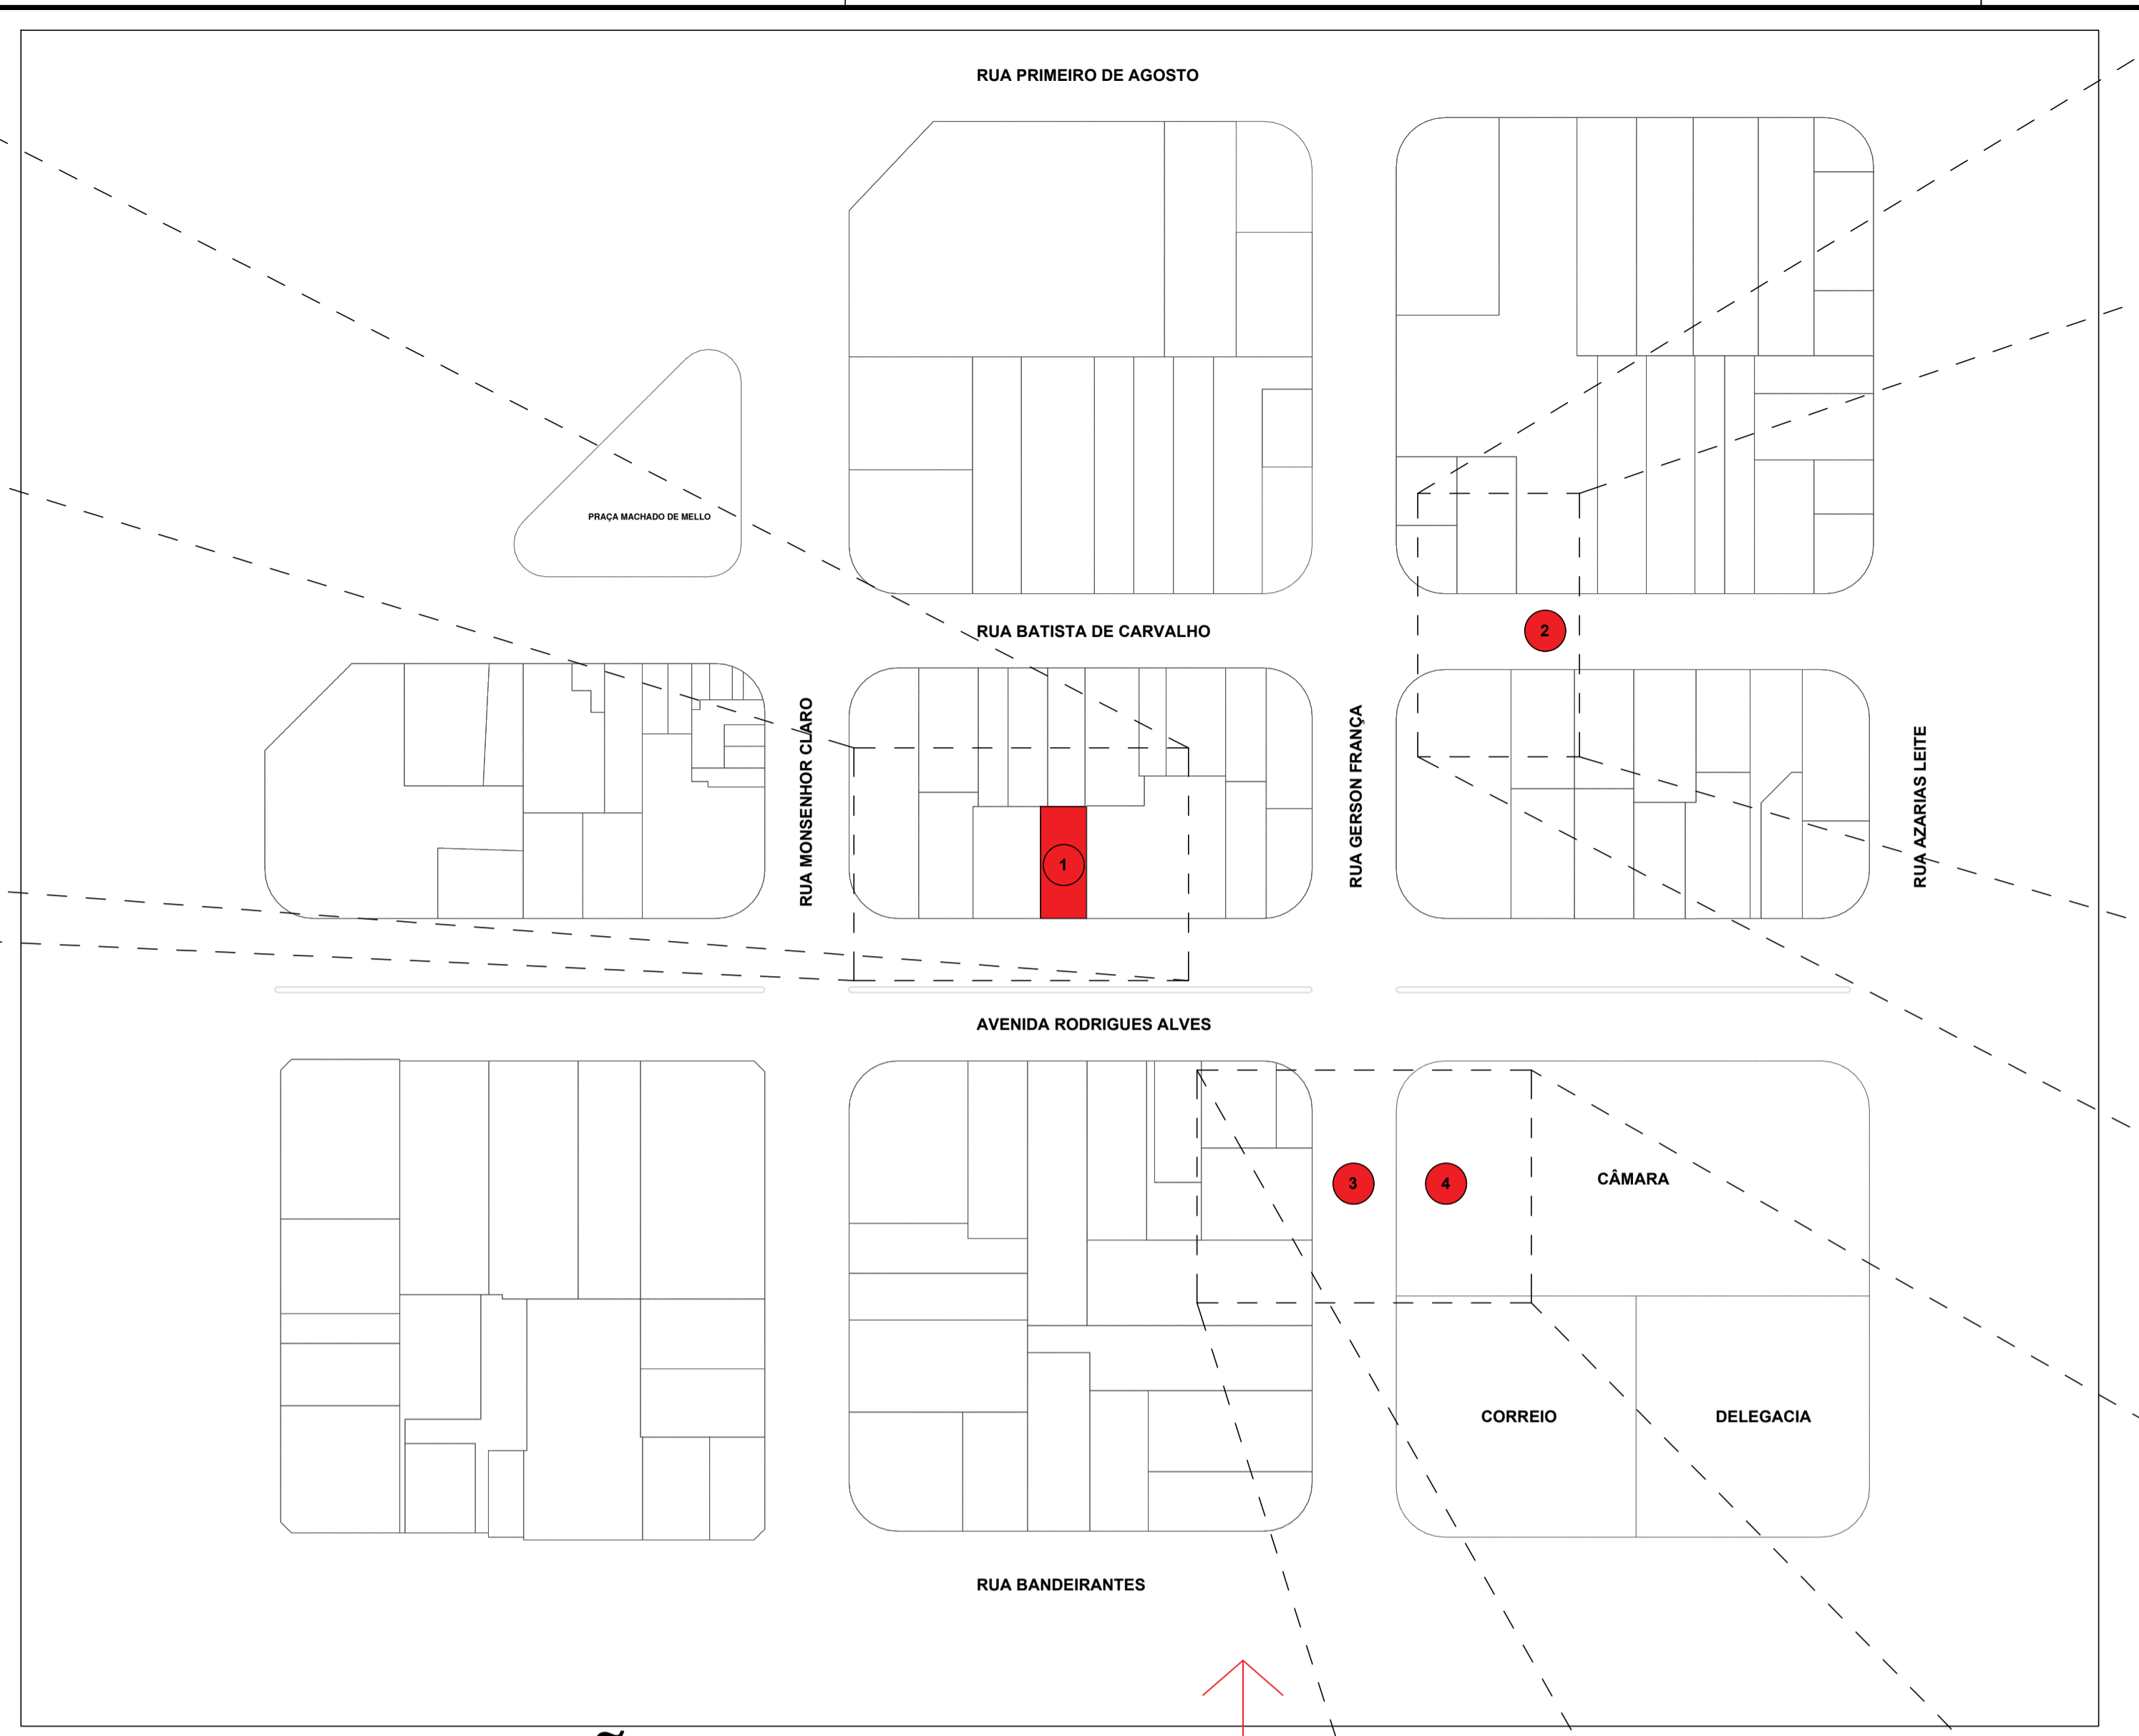 RUA PRIMEIRO DE AGOSTO
PRAÇA MACHADO DE MELLO
RUA BATISTA DE CARVALHO
2
RUA MONSENHOR CLARO
RUA GERSON FRANÇA
RUA AZARIAS LEITE
1
AVENIDA RODRIGUES ALVES
3
4
CÂMARA
CORREIO
DELEGACIA
RUA BANDEIRANTES